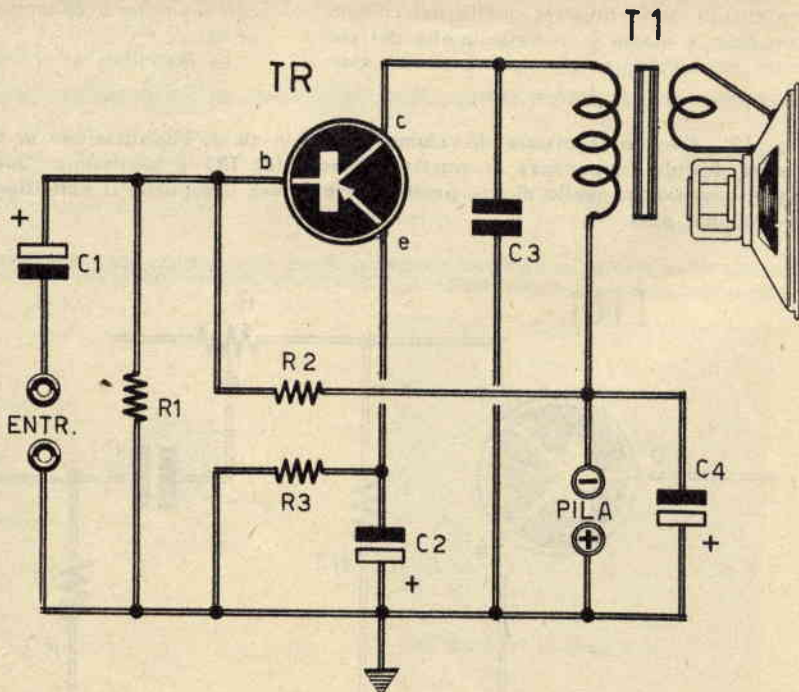 T1
TR
c
b
e
+
C1
C3
R2
R1
ENTR.
R3
C4
-
PILA
+
+
C2
+